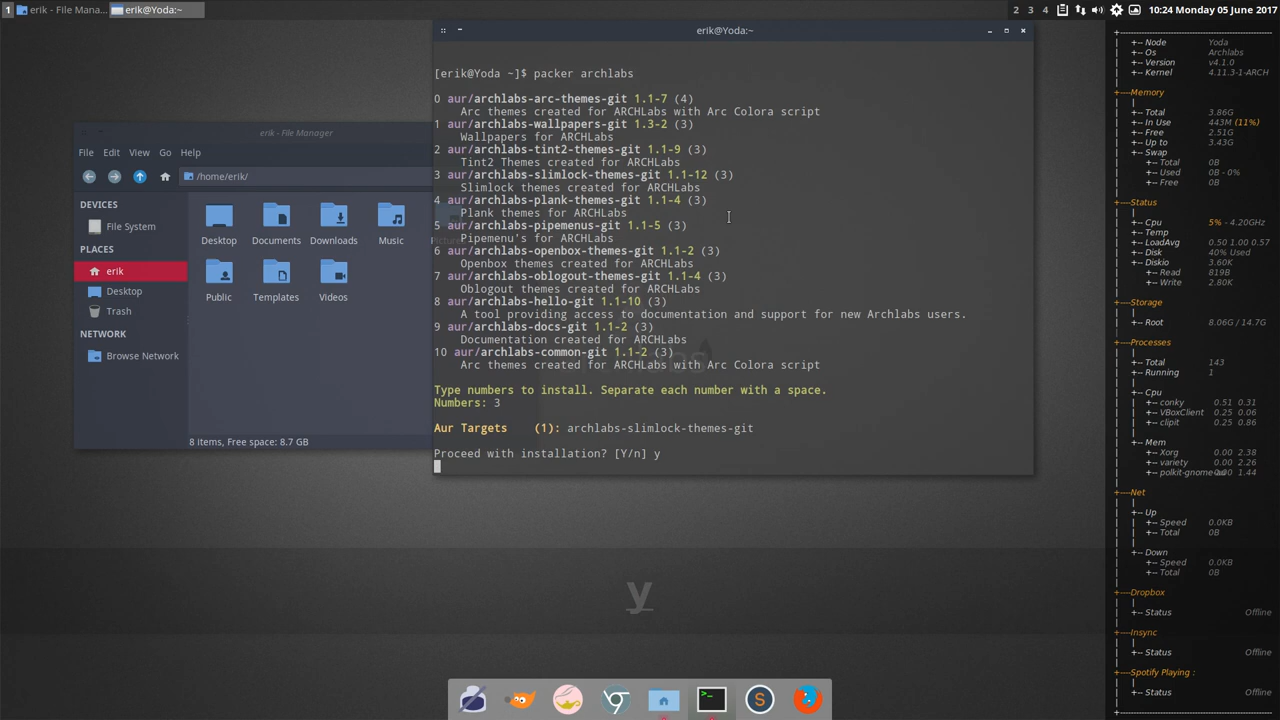 1 erik - File Mana... erik@Yoda:~
2 3 4 10:24 Monday 05 June 2017
erik@Yoda:~
[erik@Yoda ~]$ packer archlabs
0 aur/archlabs-arc-themes-git 1.1-7 (4)
Arc themes created for ARCHLabs with Arc Colora script
1 aur/archlabs-wallpapers-git 1.3-2 (3)
Wallpapers for ARCHLabs
2 aur/archlabs-tint2-themes-git 1.1-9 (3)
Tint2 Themes created for ARCHLabs
3 aur/archlabs-slimlock-themes-git 1.1-12 (3)
Slimlock themes created for ARCHLabs
4 aur/archlabs-plank-themes-git 1.1-4 (3)
Plank themes for ARCHLabs
5 aur/archlabs-pipemenus-git 1.1-5 (3)
Pipemenu's for ARCHLabs
6 aur/archlabs-openbox-themes-git 1.1-2 (3)
Openbox themes created for ARCHLabs
7 aur/archlabs-oblogout-themes-git 1.1-4 (3)
Oblogout themes created for ARCHLabs
8 aur/archlabs-hello-git 1.1-10 (3)
A tool providing access to documentation and support for new Archlabs users.
9 aur/archlabs-docs-git 1.1-2 (3)
Documentation created for ARCHLabs
10 aur/archlabs-common-git 1.1-2 (3)
Arc themes created for ARCHLabs with Arc Colora script
Type numbers to install. Separate each number with a space.
Numbers: 3
Aur Targets (1): archlabs-slimlock-themes-git
Proceed with installation? [Y/n] y
erik - File Manager
File Edit View Go Help
/home/erik/
DEVICES
File System
PLACES
erik
Desktop
Trash
NETWORK
Browse Network
Desktop Documents Downloads Music
Public Templates Videos
8 items, Free space: 8.7 GB
y
Node Yoda
Os Archlabs
Version v4.1.0
Kernel 4.11.3-1-ARCH
Memory
Total 3.86G
In Use 443M (11%)
Free 2.51G
Up to 3.43G
Swap
Total 0B
Used 0B - 0%
Free 0B
Status
Cpu 5% - 4.20GHz
Temp
LoadAvg 0.50 1.00 0.57
Disk 40% Used
Diskio 3.60K
Read 819B
Write 2.80K
Storage
Root 8.06G / 14.7G
Processes
Total 143
Running 1
Cpu
conky 0.51 0.31
VBoxClient 0.25 0.06
clipit 0.25 0.86
Mem
Xorg 0.00 2.38
variety 0.00 2.26
polkit-gnome-au 0.00 1.44
Net
Up
Speed 0.0KB
Total 0B
Down
Speed 0.0KB
Total 0B
Dropbox
Status Offline
Insync
Status Offline
Spotify Playing :
Status Offline